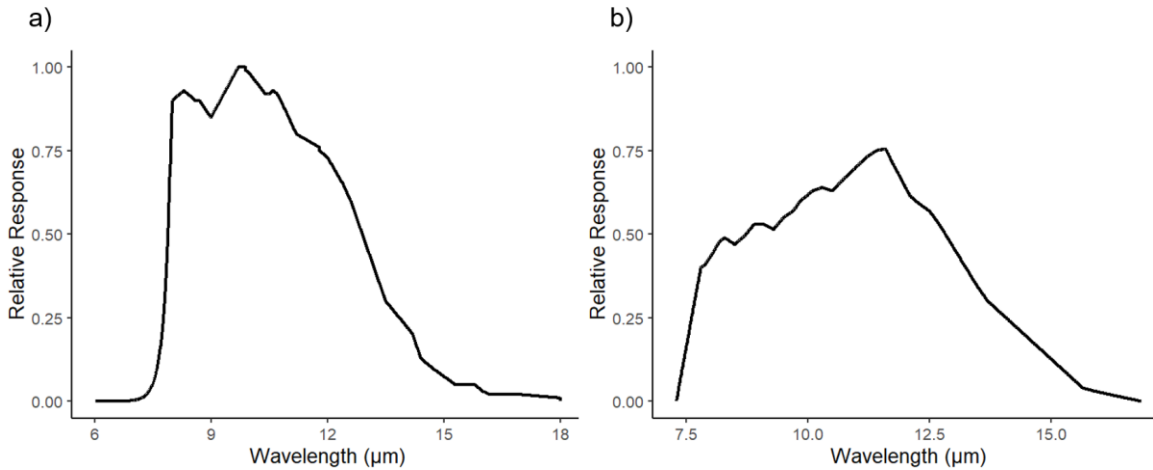 a)
1.00
0.75
0.50
0.25
0.00
Relative Response
6 9 12 15 18
Wavelength (µm)
b)
1.00
0.75
0.50
0.25
0.00
Relative Response
7.5 10.0 12.5 15.0
Wavelength (µm)